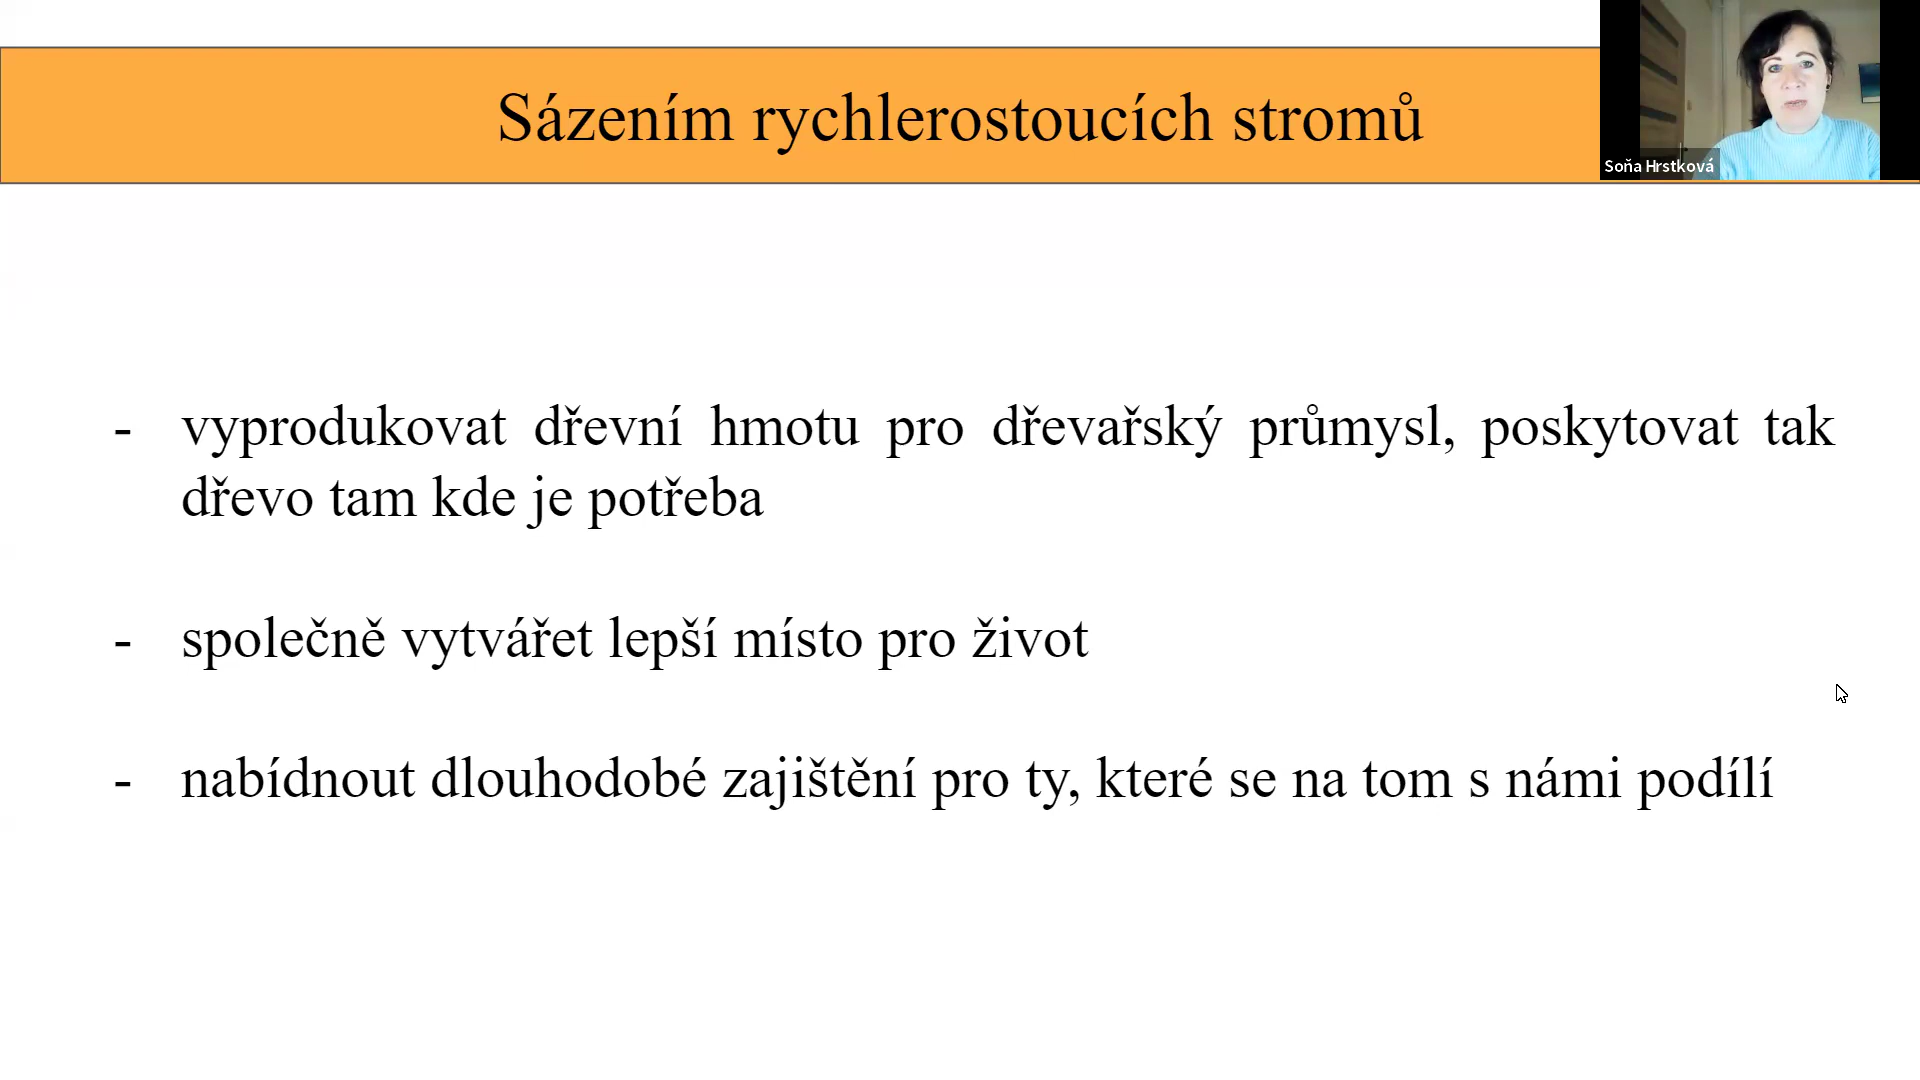 Sázením rychlerostoucích stromů
Soňa Hrstková
- vyprodukovat dřevní hmotu pro dřevařský průmysl, poskytovat tak
dřevo tam kde je potřeba
- společně vytvářet lepší místo pro život
- nabídnout dlouhodobé zajištění pro ty, které se na tom s námi podílí